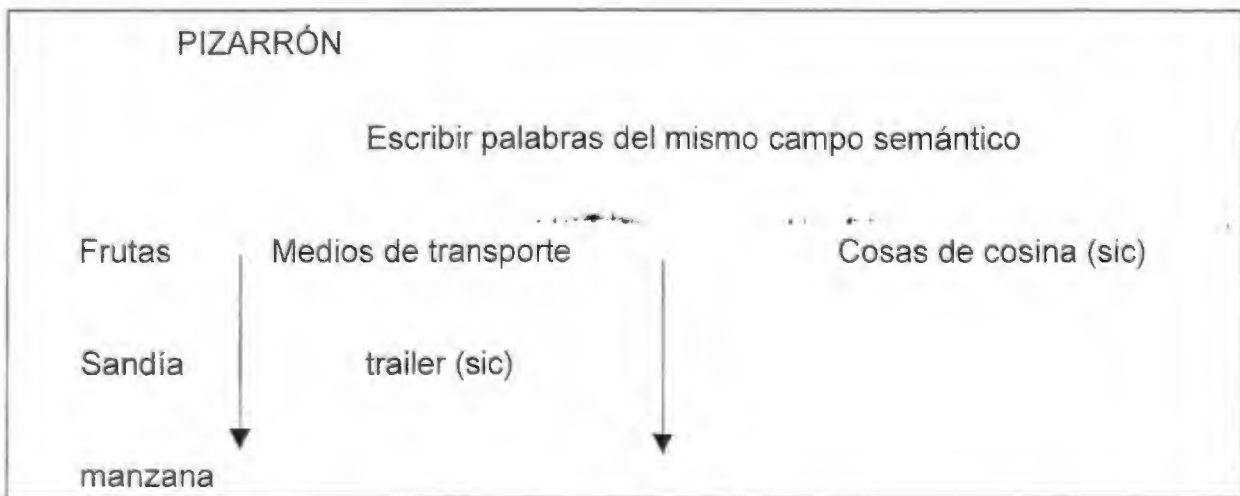 PIZARRÓN
Escribir palabras del mismo campo semántico
Frutas Medios de transporte Cosas de cosina (sic)
Sandía trailer (sic)
manzana